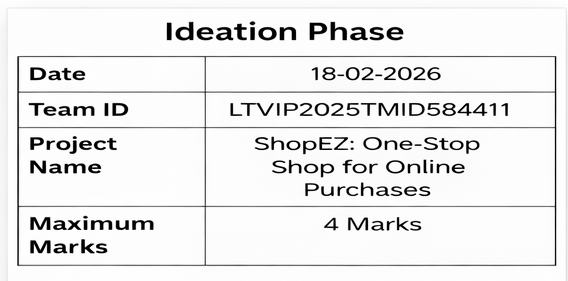 Ideation Phase
Date 18-02-2026
Team ID LTVIP2025TMID584411
Project Name ShopEZ: One-Stop Shop for Online Purchases
Maximum Marks 4 Marks